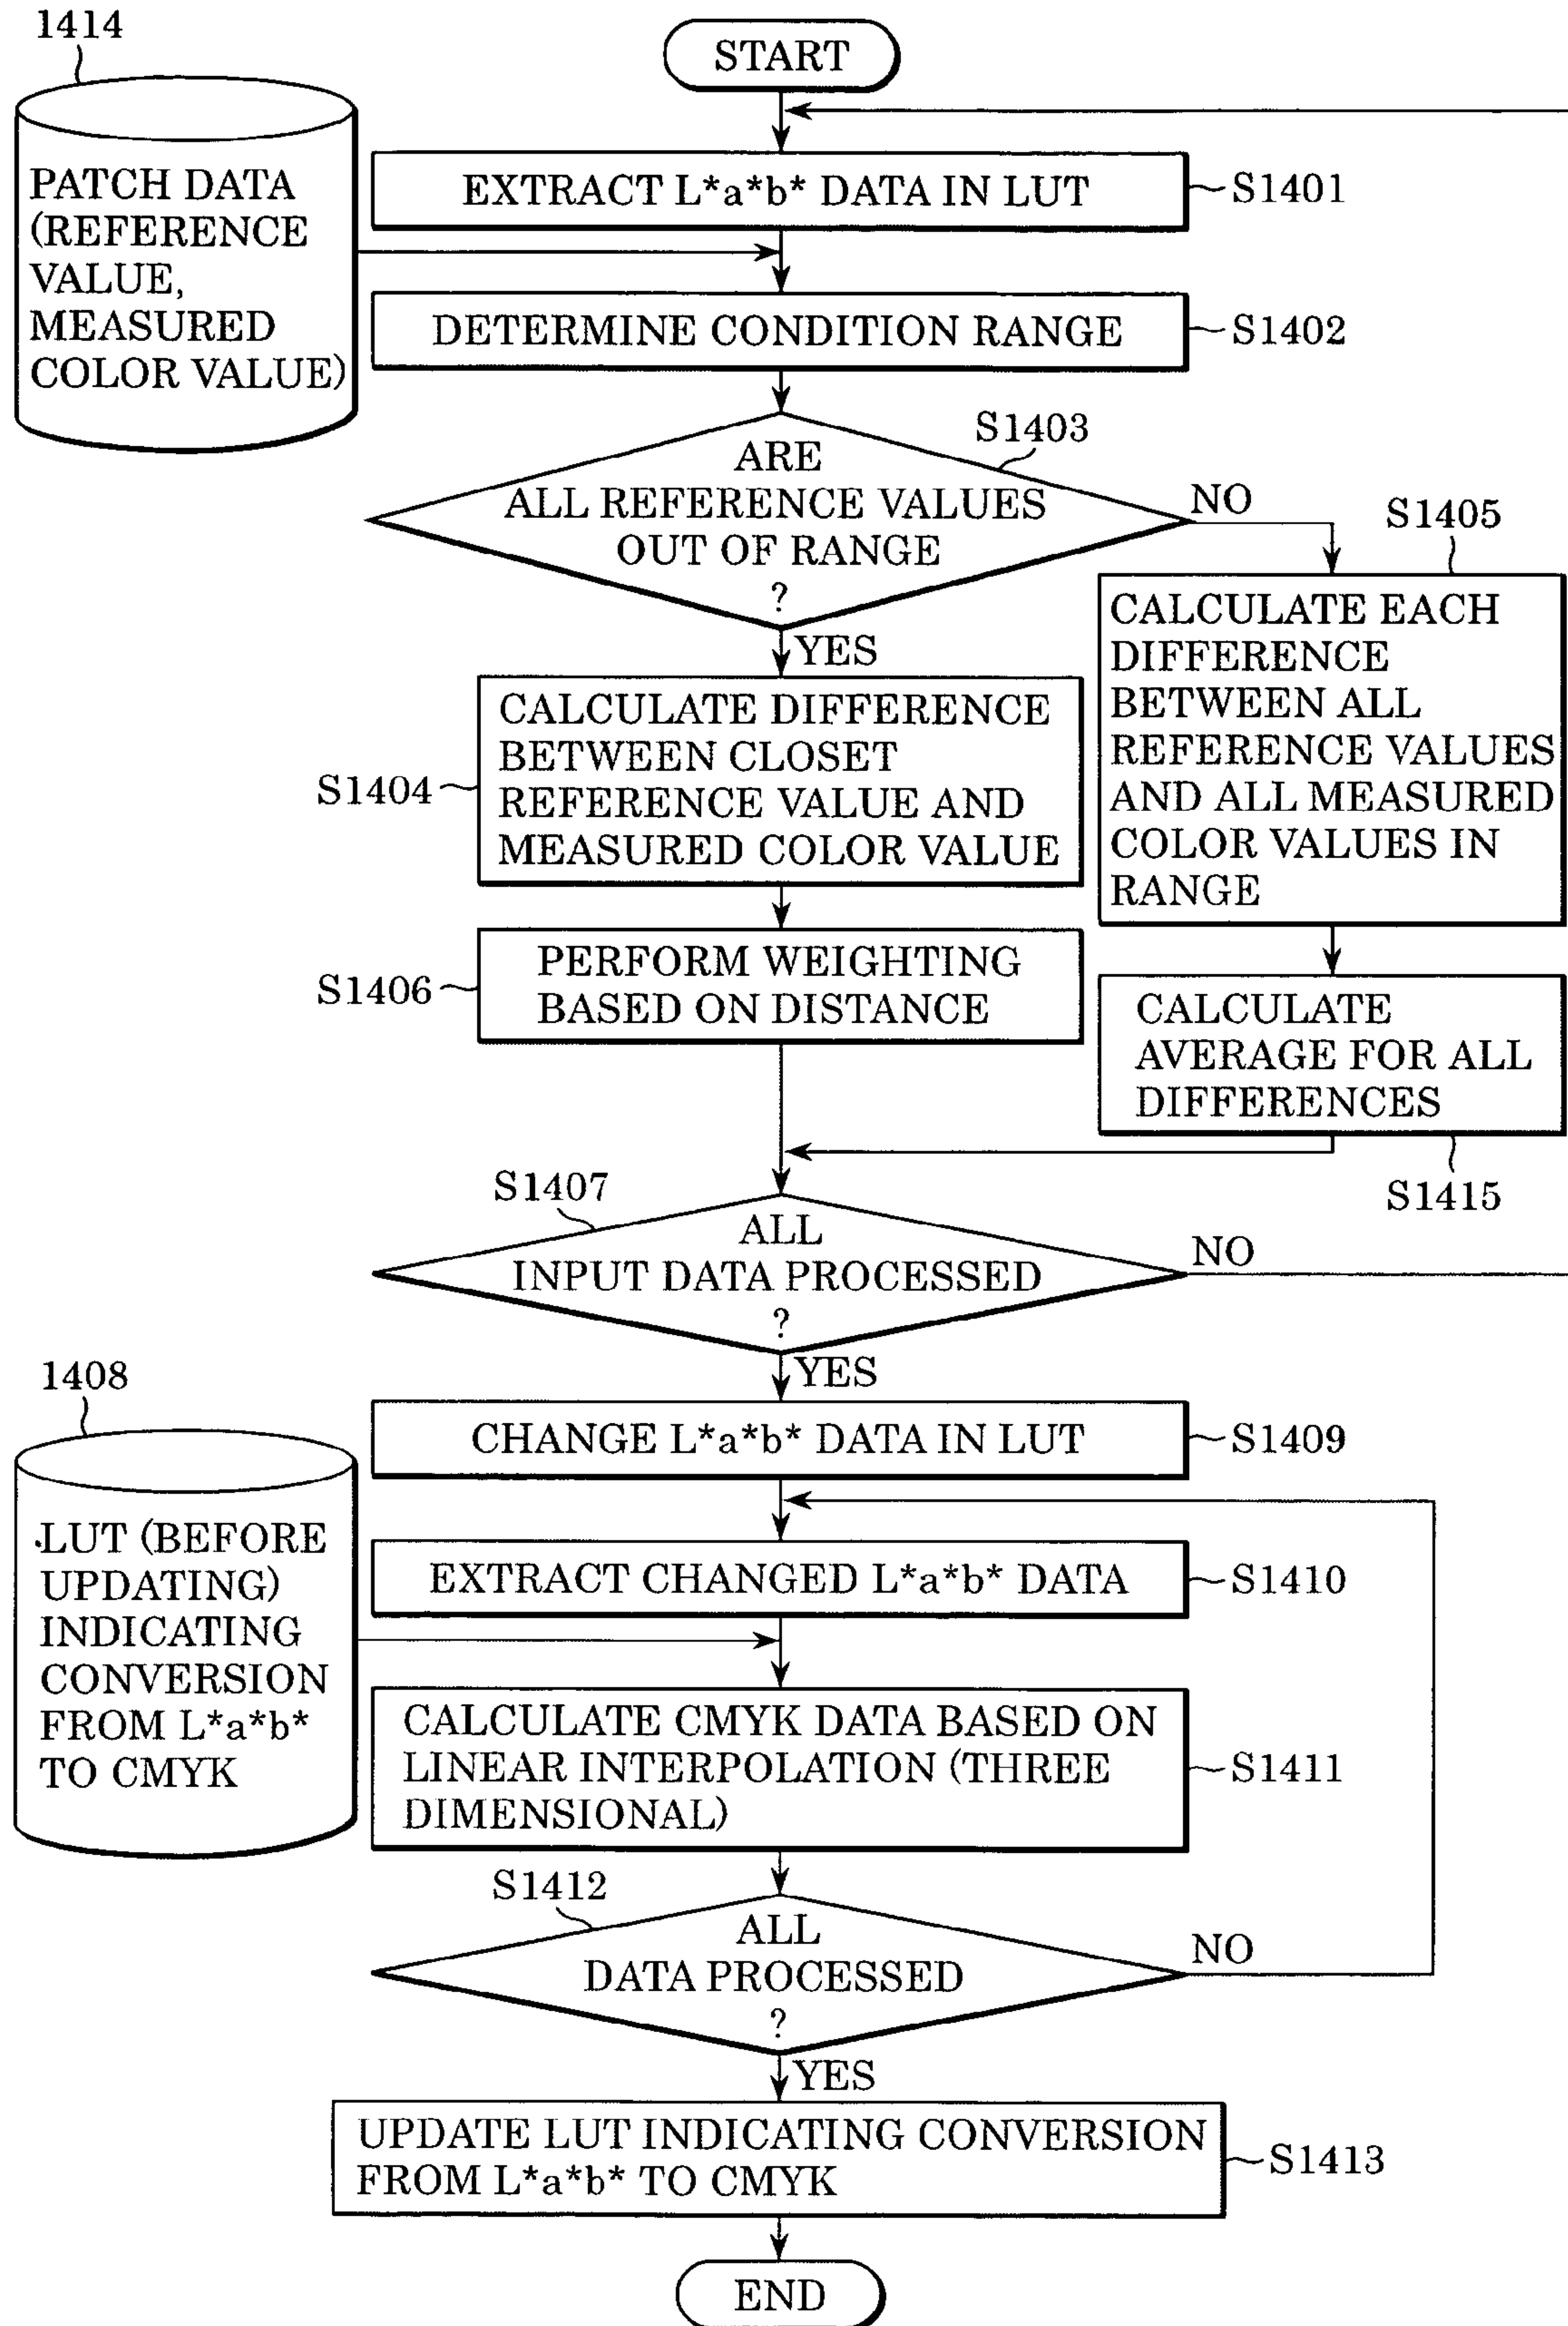 1414
START
PATCH DATA
(REFERENCE
VALUE,
MEASURED
COLOR VALUE)
EXTRACT L*a*b* DATA IN LUT
S1401
DETERMINE CONDITION RANGE
S1402
S1403
ARE
ALL REFERENCE VALUES
OUT OF RANGE
?
NO
YES
S1405
CALCULATE EACH
DIFFERENCE
BETWEEN ALL
REFERENCE VALUES
AND ALL MEASURED
COLOR VALUES IN
RANGE
S1404
CALCULATE DIFFERENCE
BETWEEN CLOSET
REFERENCE VALUE AND
MEASURED COLOR VALUE
S1406
PERFORM WEIGHTING
BASED ON DISTANCE
CALCULATE
AVERAGE FOR ALL
DIFFERENCES
S1415
S1407
ALL
INPUT DATA PROCESSED
?
NO
YES
1408
LUT (BEFORE
UPDATING)
INDICATING
CONVERSION
FROM L*a*b*
TO CMYK
CHANGE L*a*b* DATA IN LUT
S1409
EXTRACT CHANGED L*a*b* DATA
S1410
CALCULATE CMYK DATA BASED ON
LINEAR INTERPOLATION (THREE
DIMENSIONAL)
S1411
S1412
ALL
DATA PROCESSED
?
NO
YES
UPDATE LUT INDICATING CONVERSION
FROM L*a*b* TO CMYK
S1413
END